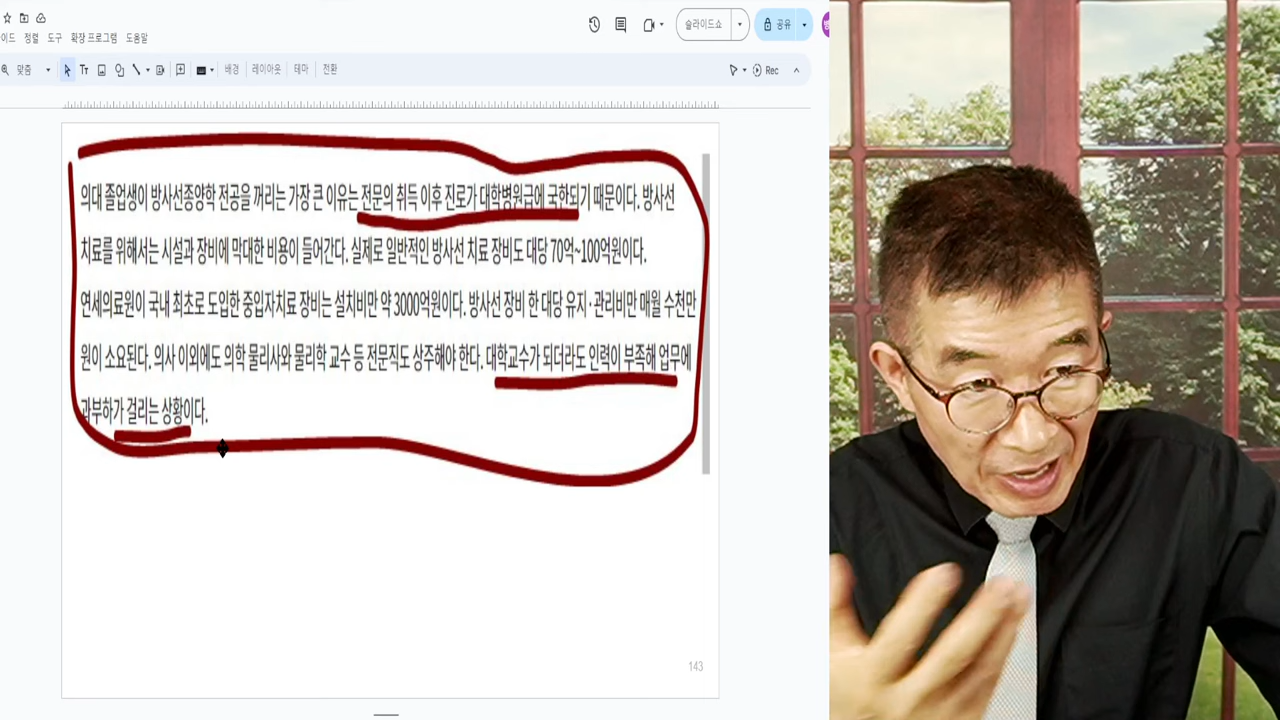 이드 정렬 도구 확장 프로그램 도움말
슬라이드쇼
공유
맞춤
배경 레이아웃 테마 전환
Rec
의대 졸업생이 방사선종양학 전공을 꺼리는 가장 큰 이유는 전문의 취득 이후 진로가 대학병원급에 국한되기 때문이다. 방사선
치료를 위해서는 시설과 장비에 막대한 비용이 들어간다. 실제로 일반적인 방사선 치료 장비도 대당 70억~100억원이다.
연세의료원이 국내 최초로 도입한 중입자치료 장비는 설치비만 약 3000억원이다. 방사선 장비 한 대당 유지·관리비만 매월 수천만
원이 소요된다. 의사 이외에도 의학 물리사와 물리학 교수 등 전문직도 상주해야 한다. 대학교수가 되더라도 인력이 부족해 업무에
과부하가 걸리는 상황이다.
143